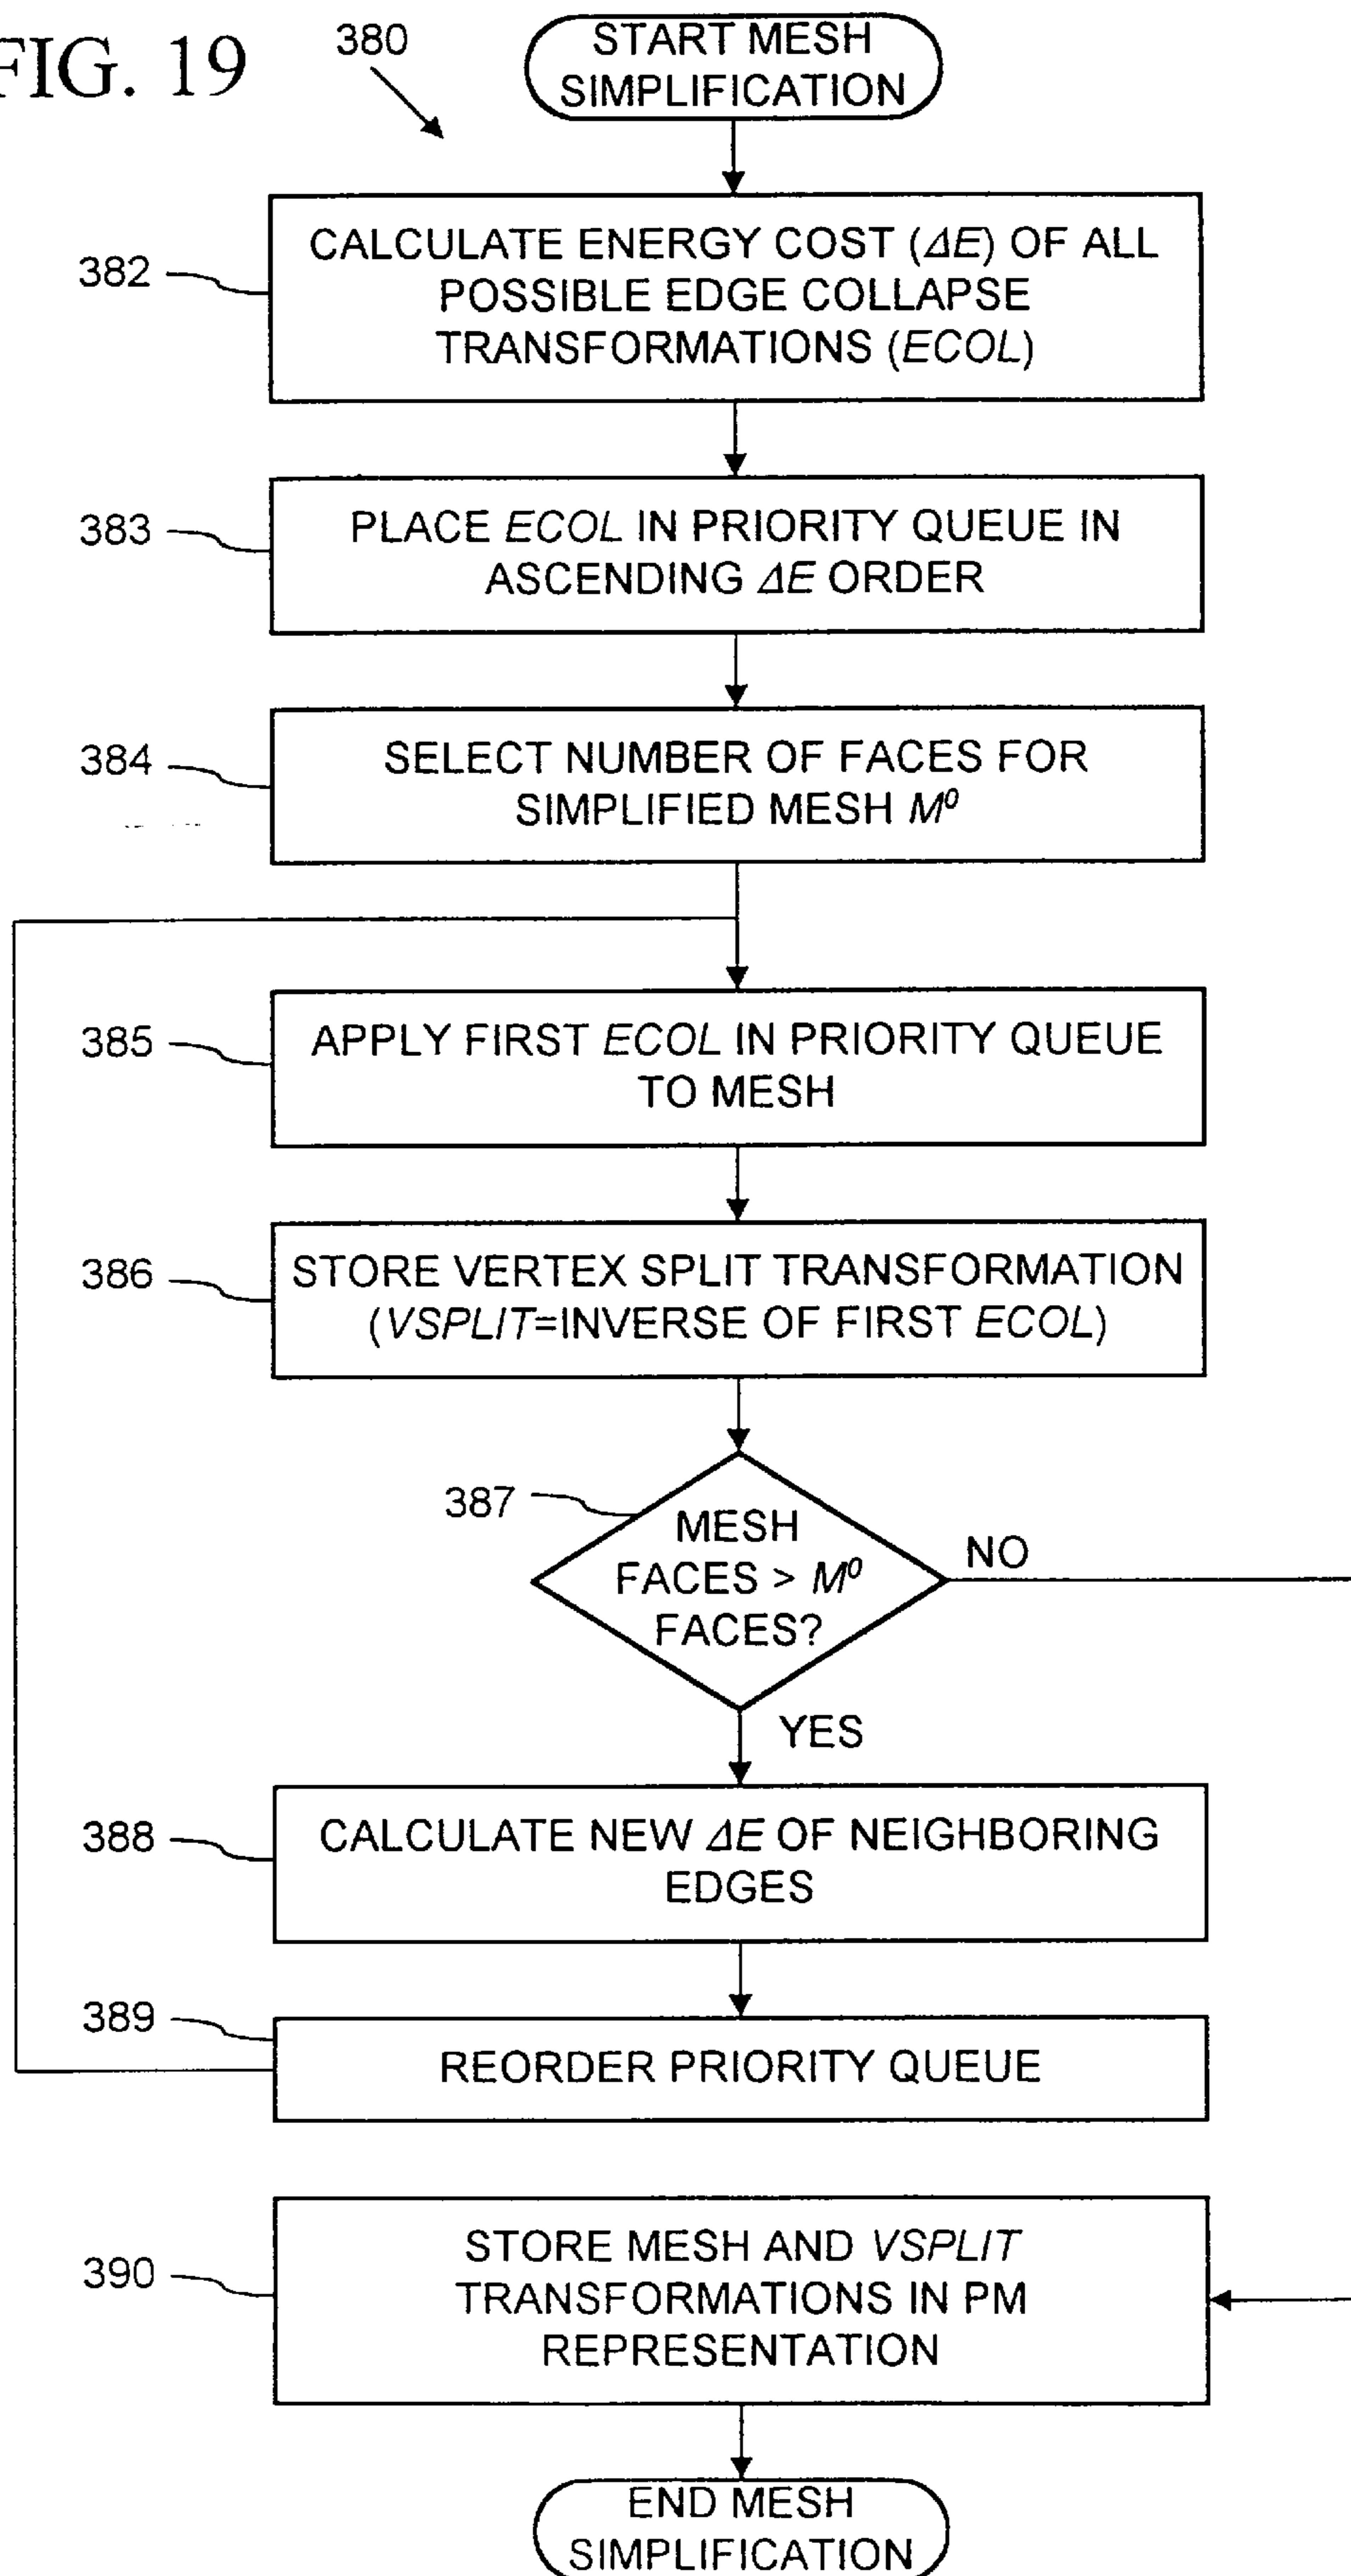 FIG. 19
380
START MESH
SIMPLIFICATION
382
CALCULATE ENERGY COST (ΔE) OF ALL
POSSIBLE EDGE COLLAPSE
TRANSFORMATIONS (ECOL)
383
PLACE ECOL IN PRIORITY QUEUE IN
ASCENDING ΔE ORDER
384
SELECT NUMBER OF FACES FOR
SIMPLIFIED MESH M⁰
385
APPLY FIRST ECOL IN PRIORITY QUEUE
TO MESH
386
STORE VERTEX SPLIT TRANSFORMATION
(VSPLIT=INVERSE OF FIRST ECOL)
387
MESH
FACES > M⁰
FACES?
NO
YES
388
CALCULATE NEW ΔE OF NEIGHBORING
EDGES
389
REORDER PRIORITY QUEUE
390
STORE MESH AND VSPLIT
TRANSFORMATIONS IN PM
REPRESENTATION
END MESH
SIMPLIFICATION